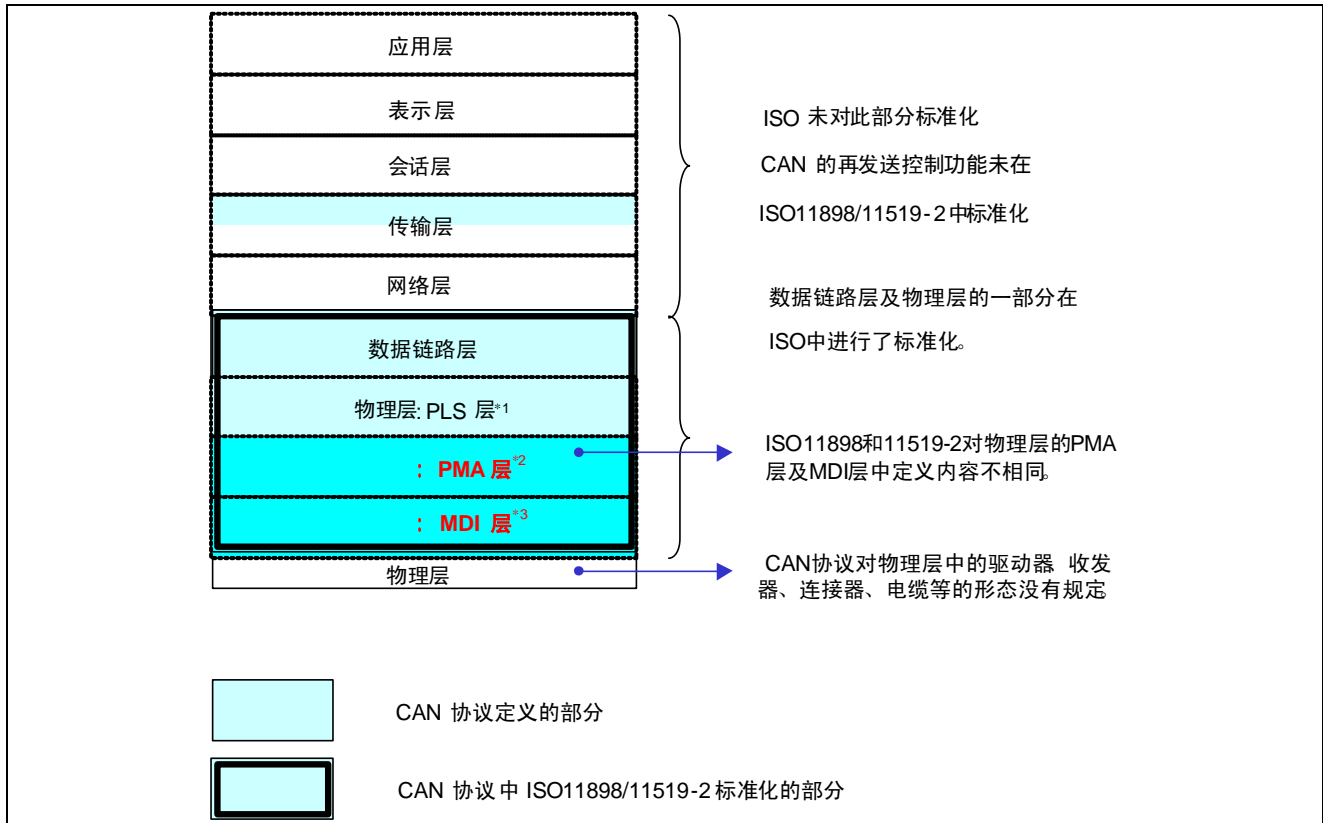 应用层
表示层
会话层
传输层
网络层
数据链路层
物理层: PLS 层*1
: PMA 层*2
: MDI 层*3
物理层
ISO 未对此部分标准化
CAN 的再发送控制功能未在
ISO11898/11519-2中标准化
数据链路层及物理层的一部分在
ISO中进行了标准化。
ISO11898和11519-2对物理层的PMA
层及MDI层中定义内容不相同。
CAN协议对物理层中的驱动器 收发
器、连接器、电缆等的形态没有规定
CAN 协议定义的部分
CAN 协议中 ISO11898/11519-2 标准化的部分